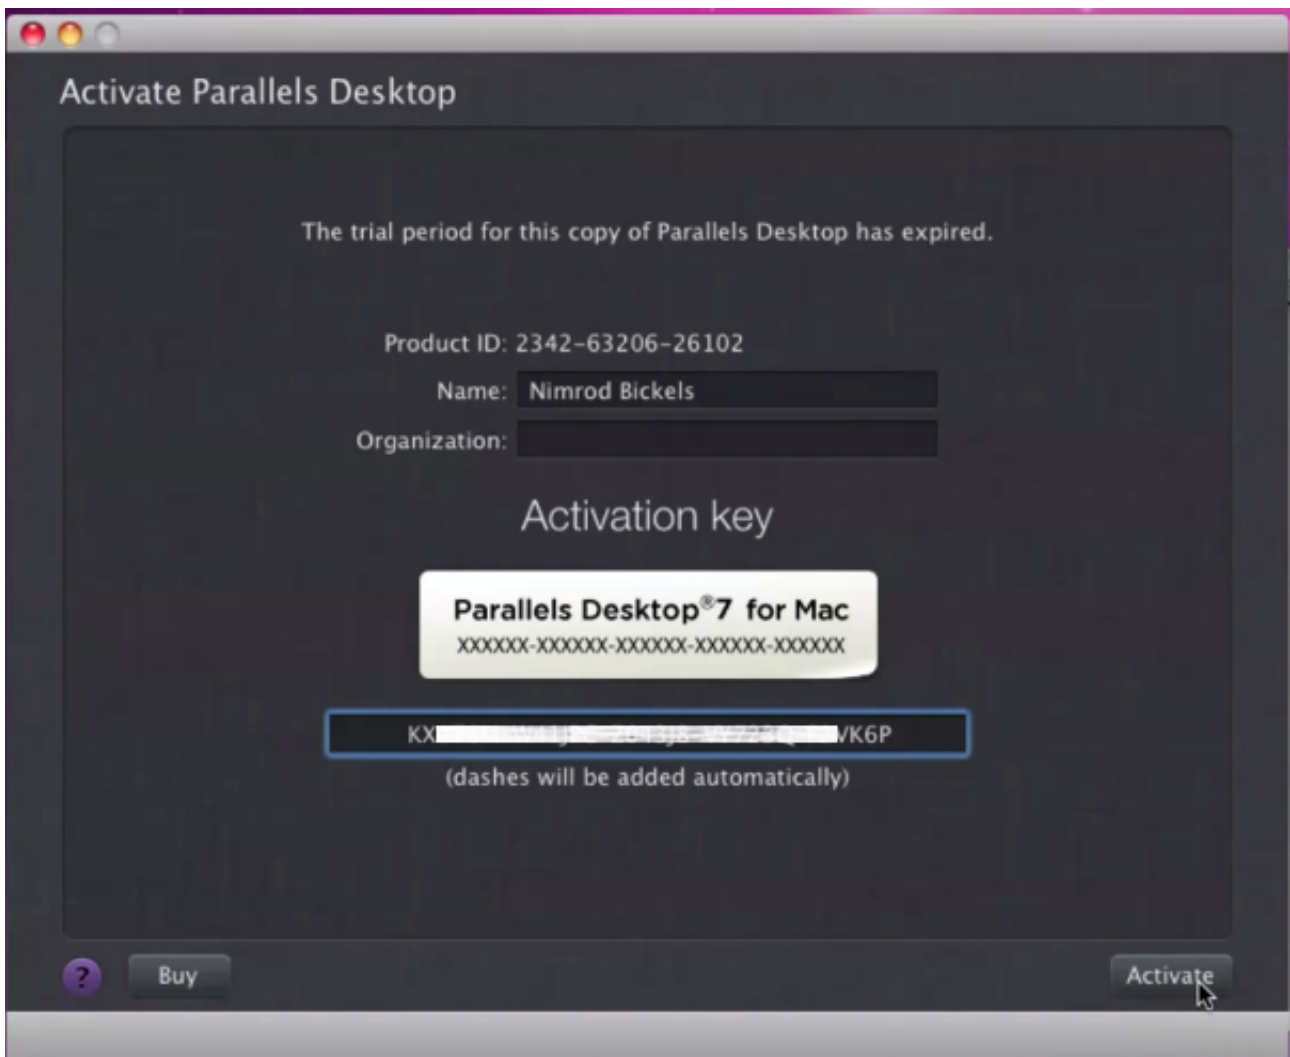 Activate Parallels Desktop
The trial period for this copy of Parallels Desktop has expired.
Product ID: 2342-63206-26102
Name: Nimrod Bickels
Organization:
Activation key
Parallels Desktop®7 for Mac
XXXXXX-XXXXXX-XXXXXX-XXXXXX-XXXXXX
KX VK6P
(dashes will be added automatically)
? Buy Activate